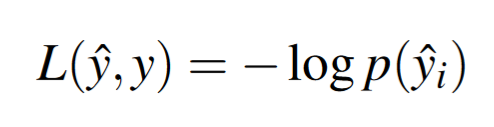 L(ŷ, y) = − log p(ŷᵢ)